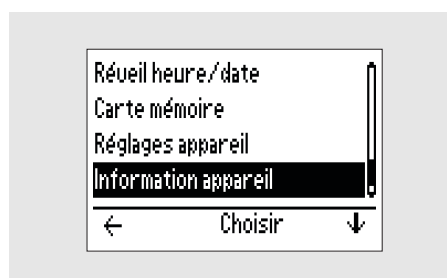 Réveil heure/date
Carte mémoire
Réglages appareil
Information appareil
← Choisir ↓